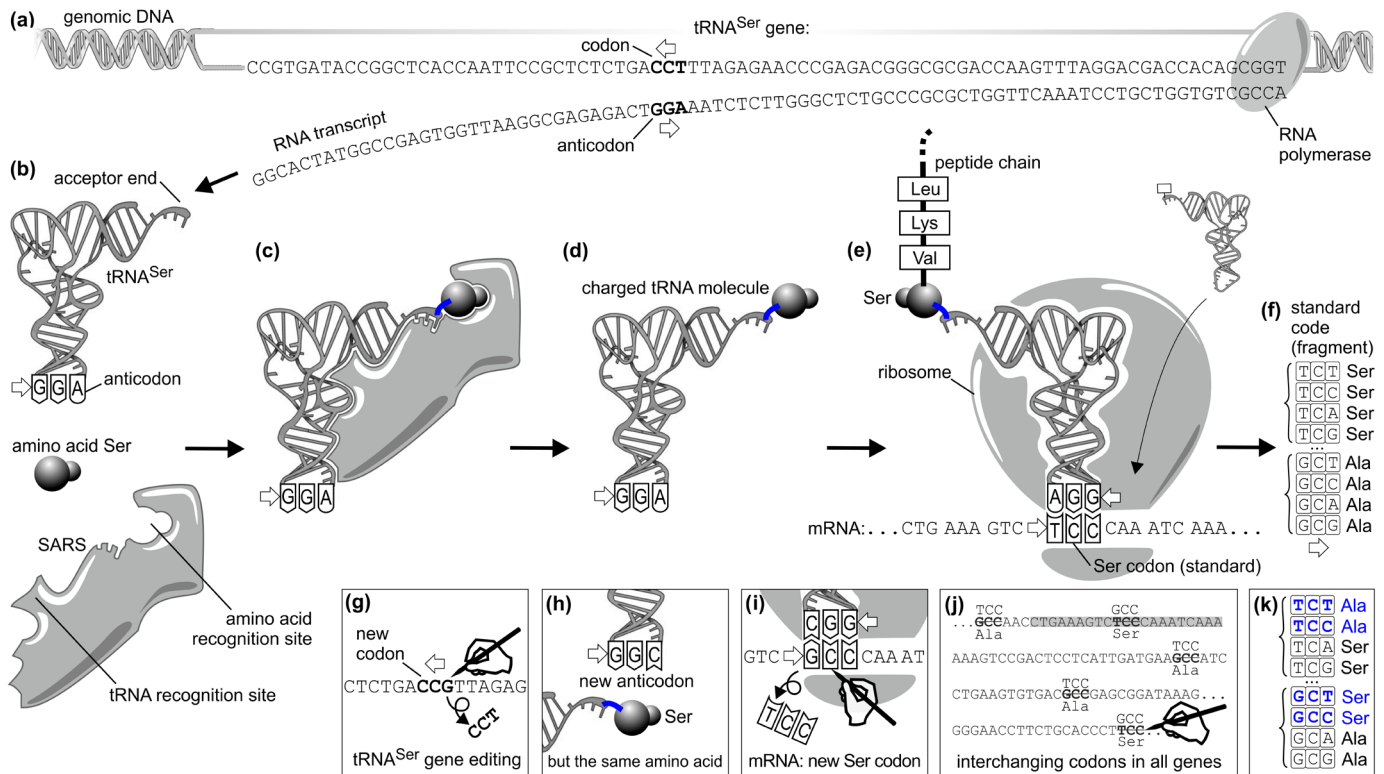 (a)
genomic DNA
tRNA^Ser gene:
codon
CCGTGATACCGGCTCACCAATTCCGCTCTCTGACCTTTAGAGAACCCGAGACGGGCGCGACCAAGTTTAGGACGACCACAGCGGT
GGCACTATGGCCGAGTGGTTAAGGCGAGAGACTGGAAATCTCTTGGGCTCTGCCCGCGCTGGTTCAAATCCTGCTGGTGTCGCCA
RNA transcript
anticodon
RNA
polymerase
(b)
acceptor end
tRNA^Ser
GGA
anticodon
amino acid Ser
SARS
amino acid
recognition site
tRNA recognition site
(c)
GGA
(d)
charged tRNA molecule
GGA
(e)
peptide chain
Leu
Lys
Val
Ser
ribosome
AGG
mRNA:... CTG AAA GTC TCC CAA ATC AAA...
Ser codon (standard)
(f) standard
code
(fragment)
TCT Ser
TCC Ser
TCA Ser
TCG Ser
...
GCT Ala
GCC Ala
GCA Ala
GCG Ala
(g)
new
codon
CTCTGACCGTTAGAG
CCT
tRNA^Ser gene editing
(h)
GGC
new anticodon
Ser
but the same amino acid
(i)
CGG
GTC GCC CAA AT
TCC
mRNA: new Ser codon
(j)
TCC GCC
...GCCAACCTGAAAGTCTCCCAAATCAAA
Ala Ser
TCC
AAAGTCCGACTCCTCATTGATGAAGCCATC
Ala
TCC
CTGAAGTGTGACGCCGAGCGGATAAAG...
Ala
GCC
GGGAACCTTCTGCACCCTTCC...
Ser
interchanging codons in all genes
(k)
TCT Ala
TCC Ala
TCA Ser
TCG Ser
...
GCT Ser
GCC Ser
GCA Ala
GCG Ala